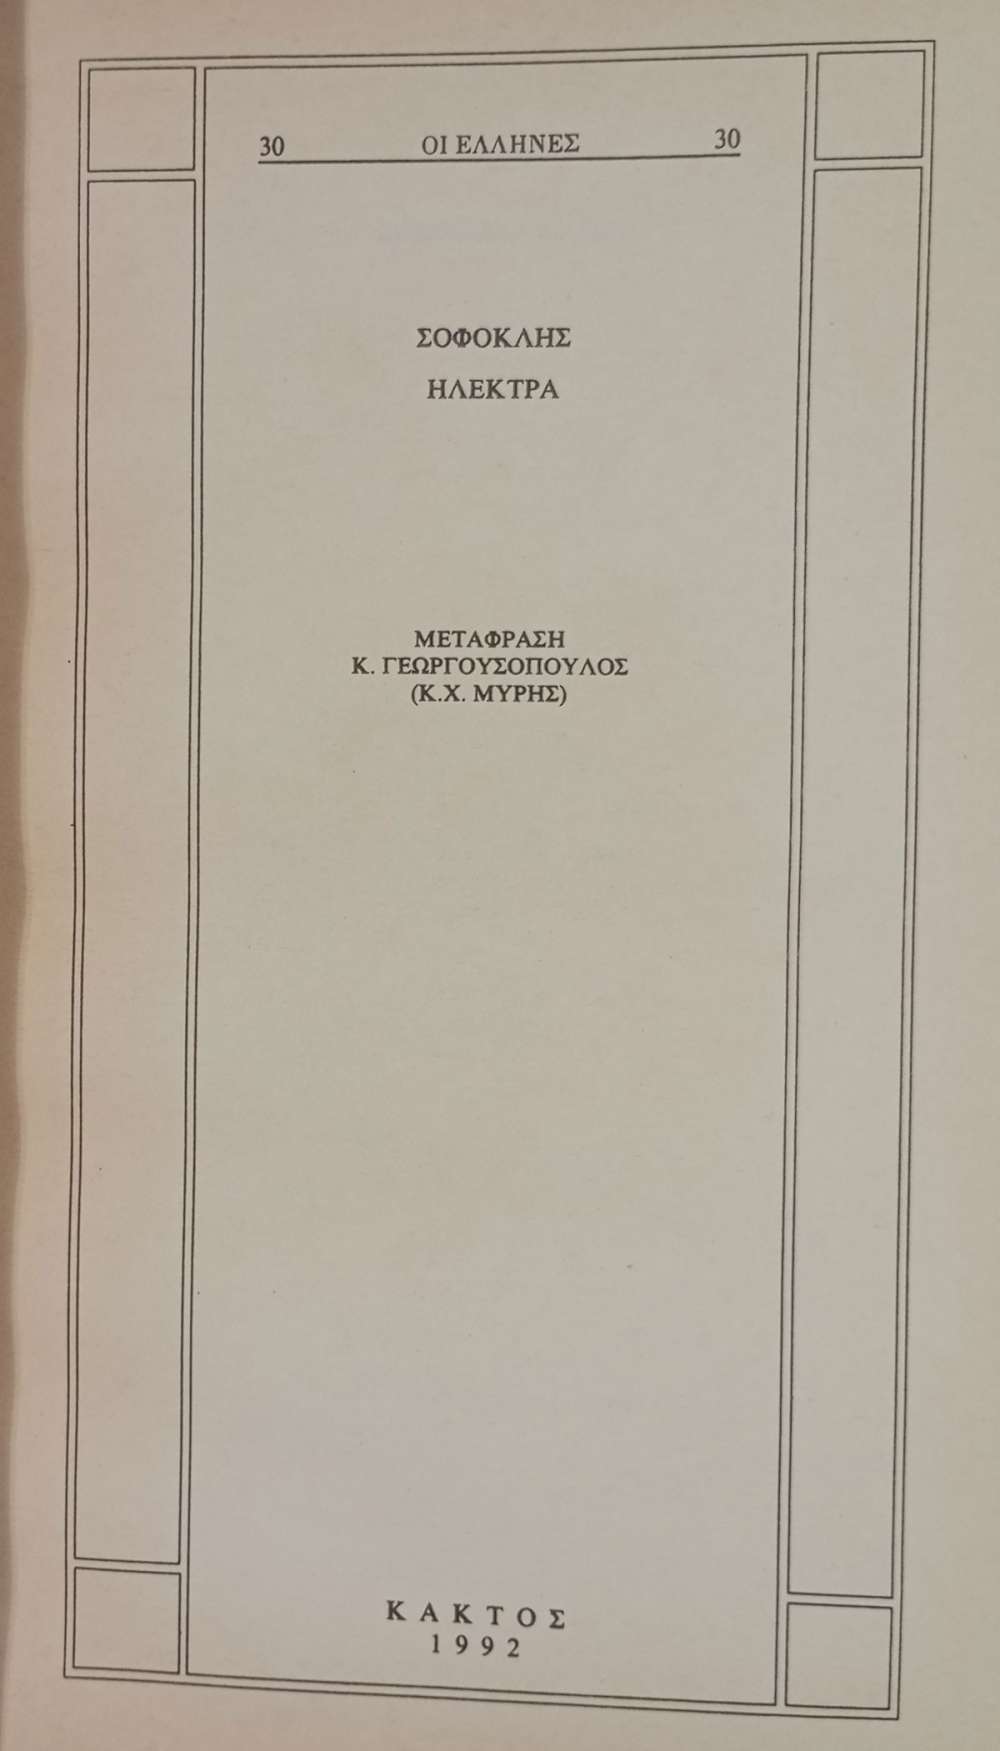 30 ΟΙ ΕΛΛΗΝΕΣ 30
ΣΟΦΟΚΛΗΣ
ΗΛΕΚΤΡΑ
ΜΕΤΑΦΡΑΣΗ
Κ. ΓΕΩΡΓΟΥΣΟΠΟΥΛΟΣ
(Κ.Χ. ΜΥΡΗΣ)
ΚΑΚΤΟΣ
1992